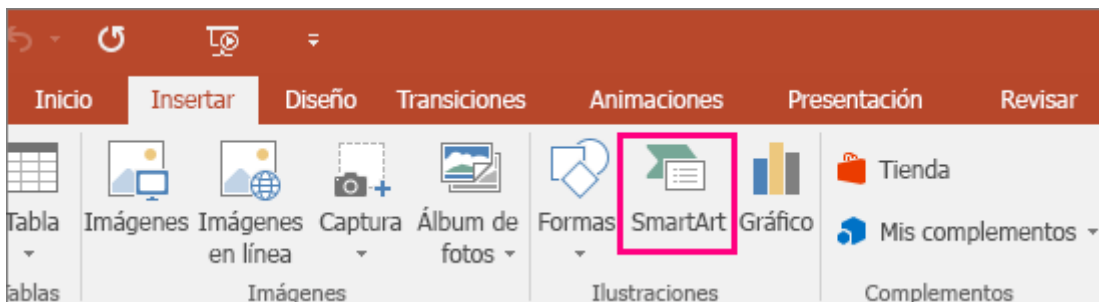 Inicio Insertar Diseño Transiciones Animaciones Presentación Revisar
Tabla Imágenes Imágenes Captura Álbum de Formas SmartArt Gráfico Tienda
en línea fotos Mis complementos
Tablas Imágenes Ilustraciones Complementos